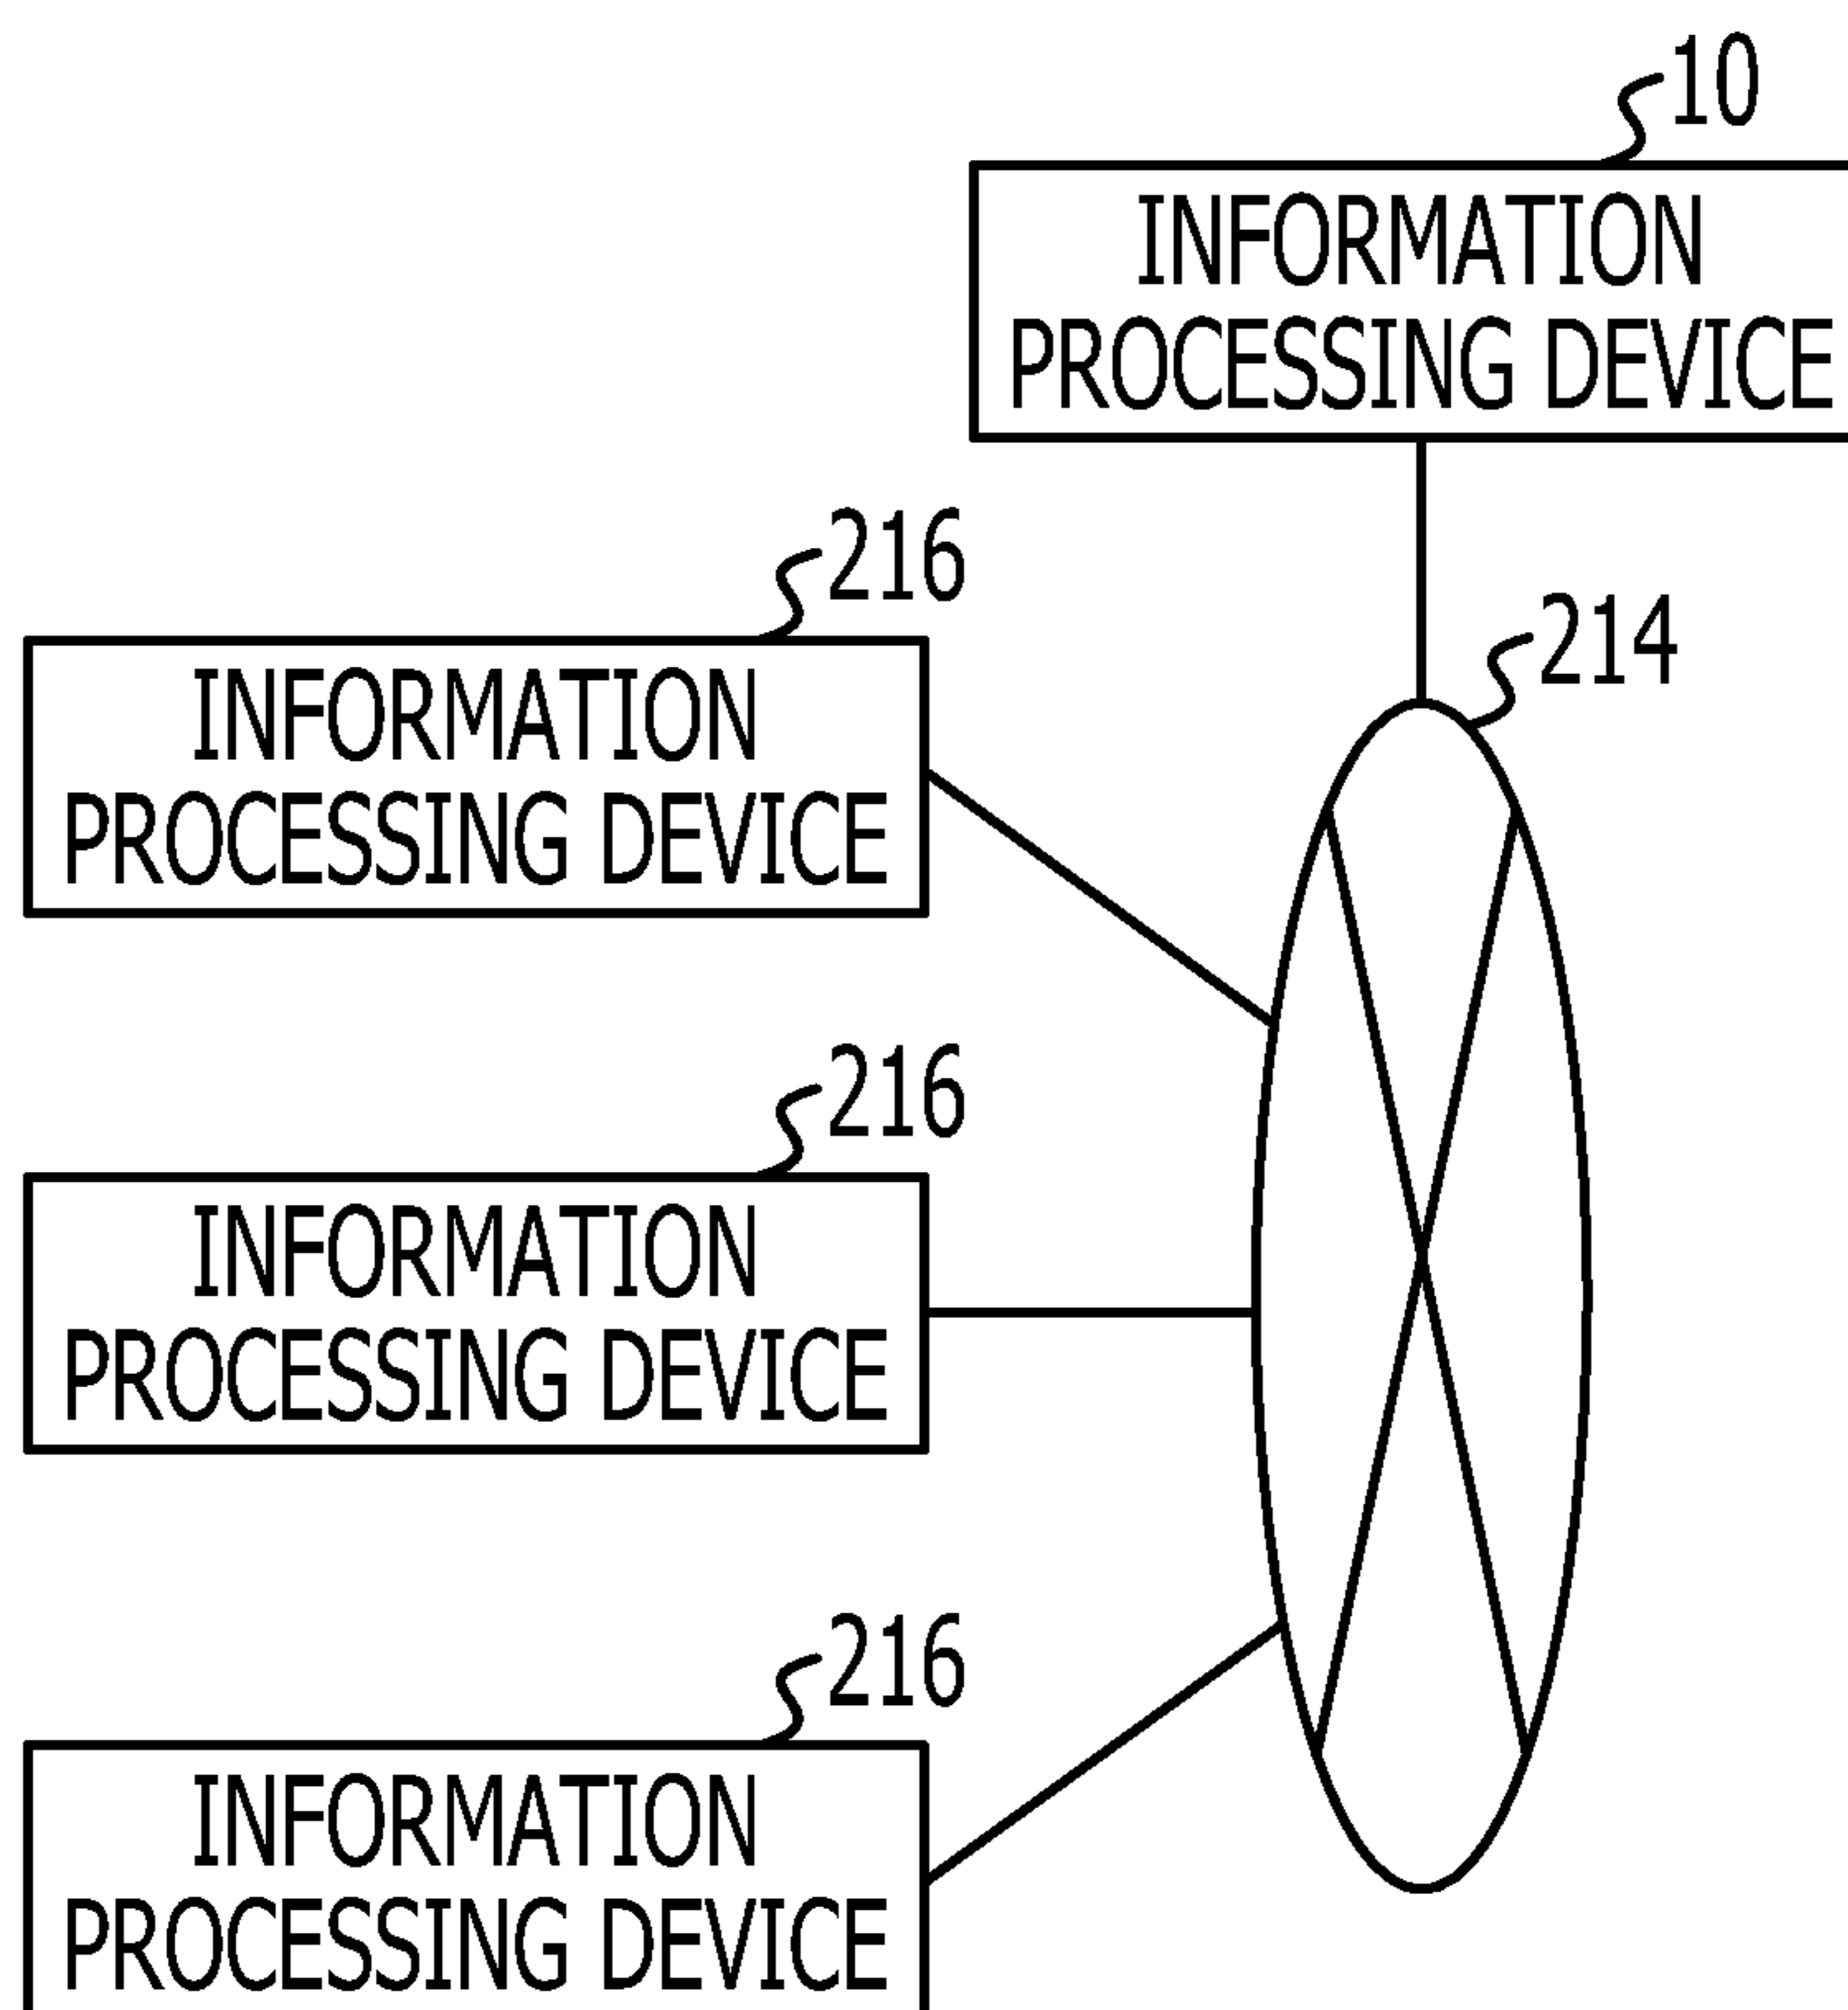 10
INFORMATION
PROCESSING DEVICE
216
214
INFORMATION
PROCESSING DEVICE
216
INFORMATION
PROCESSING DEVICE
216
INFORMATION
PROCESSING DEVICE